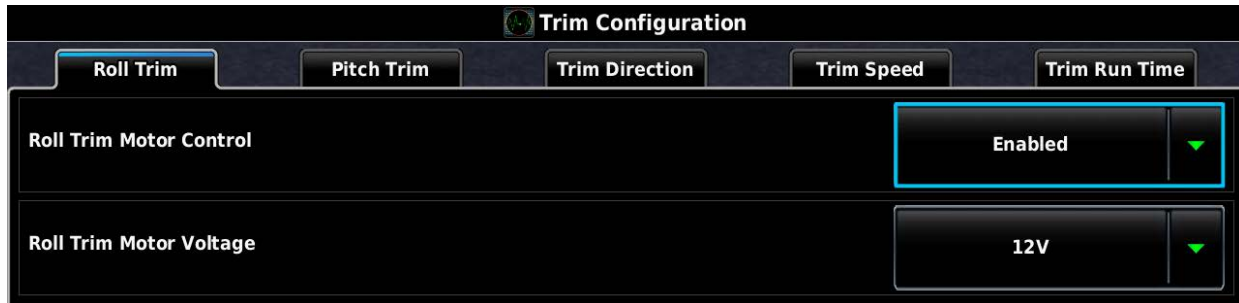 Trim Configuration
Roll Trim Pitch Trim Trim Direction Trim Speed Trim Run Time
Roll Trim Motor Control Enabled
Roll Trim Motor Voltage 12V